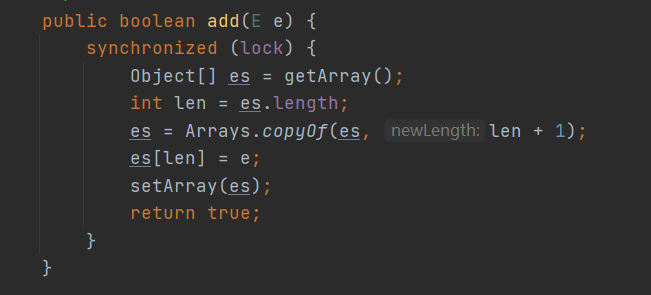 public boolean add(E e) {
synchronized (lock) {
Object[] es = getArray();
int len = es.length;
es = Arrays.copyOf(es, newLength: len + 1);
es[len] = e;
setArray(es);
return true;
}
}